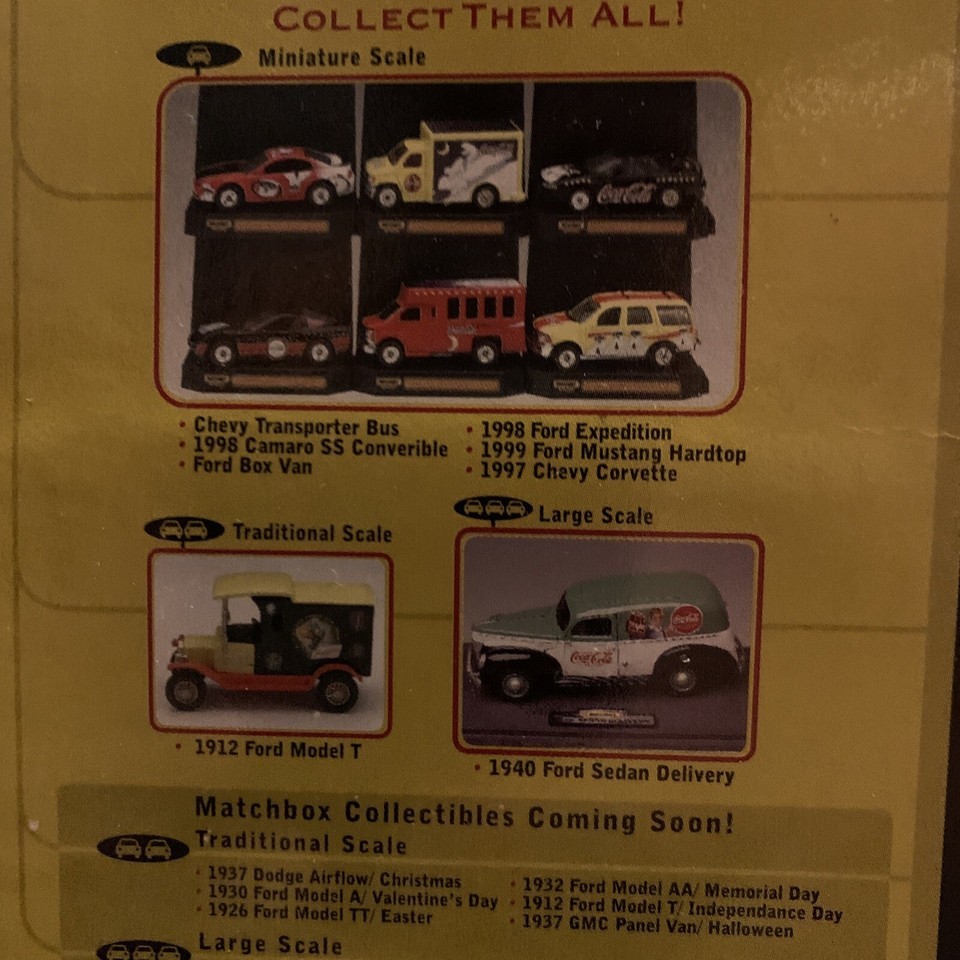 COLLECT THEM ALL!
Miniature Scale
Coca-Cola
• Chevy Transporter Bus
• 1998 Camaro SS Converible
• Ford Box Van
• 1998 Ford Expedition
• 1999 Ford Mustang Hardtop
• 1997 Chevy Corvette
Traditional Scale
• 1912 Ford Model T
Large Scale
Coca-Cola
Coca-Cola
• 1940 Ford Sedan Delivery
Matchbox Collectibles Coming Soon!
Traditional Scale
• 1937 Dodge Airflow/ Christmas
• 1930 Ford Model A/ Valentine's Day
• 1926 Ford Model TT/ Easter
• 1932 Ford Model AA/ Memorial Day
• 1912 Ford Model T/ Independance Day
• 1937 GMC Panel Van/ Halloween
Large Scale